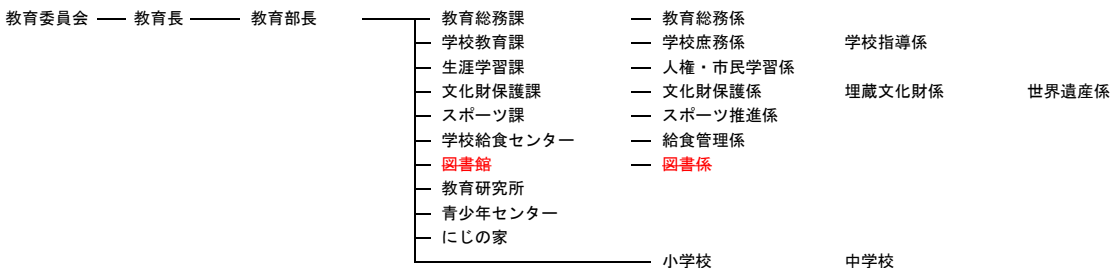 教育委員会 教育長 教育部長 教育総務課 教育総務係
学校教育課 学校庶務係 学校指導係
生涯学習課 人権・市民学習係
文化財保護課 文化財保護係 埋蔵文化財係 世界遺産係
スポーツ課 スポーツ推進係
学校給食センター 給食管理係
図書館 図書係
教育研究所
青少年センター
にじの家
小学校 中学校